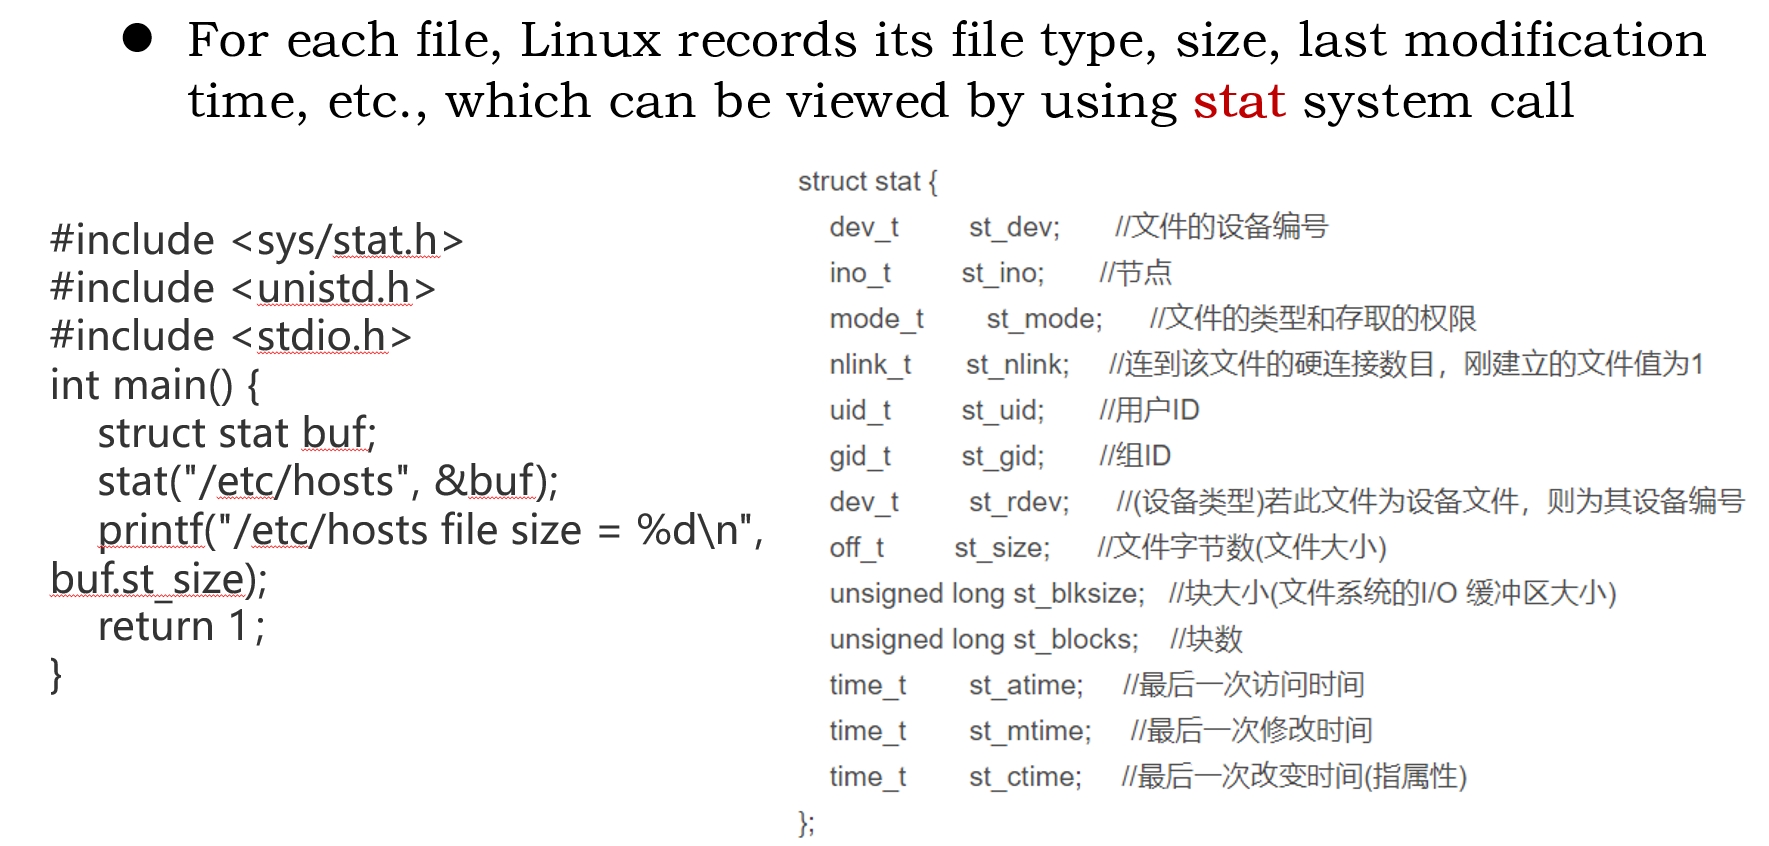 ● For each file, Linux records its file type, size, last modification
time, etc., which can be viewed by using stat system call
#include <sys/stat.h>
#include <unistd.h>
#include <stdio.h>
int main() {
struct stat buf;
stat("/etc/hosts", &buf);
printf("/etc/hosts file size = %d\n",
buf.st_size);
return 1;
}
struct stat {
dev_t st_dev; //文件的设备编号
ino_t st_ino; //节点
mode_t st_mode; //文件的类型和存取的权限
nlink_t st_nlink; //连到该文件的硬连接数目，刚建立的文件值为1
uid_t st_uid; //用户ID
gid_t st_gid; //组ID
dev_t st_rdev; //(设备类型)若此文件为设备文件，则为其设备编号
off_t st_size; //文件字节数(文件大小)
unsigned long st_blksize; //块大小(文件系统的I/O 缓冲区大小)
unsigned long st_blocks; //块数
time_t st_atime; //最后一次访问时间
time_t st_mtime; //最后一次修改时间
time_t st_ctime; //最后一次改变时间(指属性)
};